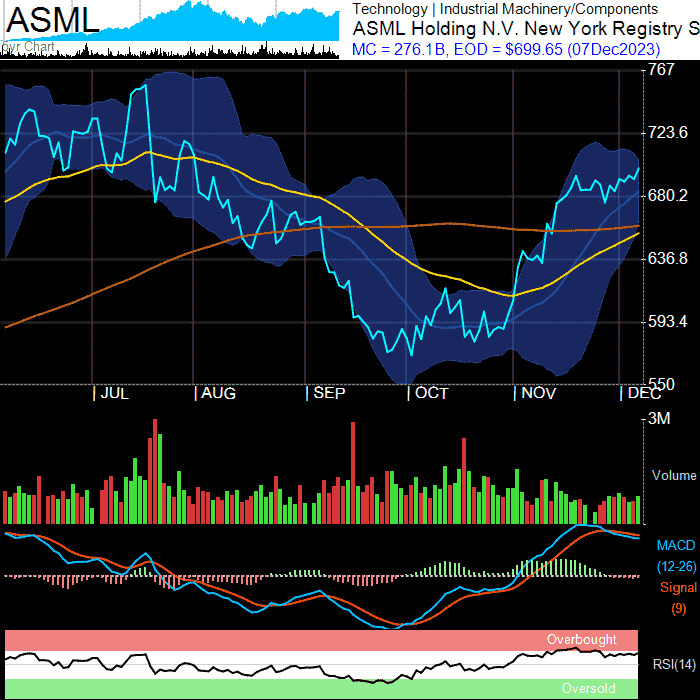 ASML
Technology | Industrial Machinery/Components
ASML Holding N.V. New York Registry S
MC = 276.1B, EOD = $699.65 (07Dec2023)
Chart
767
723.6
680.2
636.8
593.4
550
JUL AUG SEP OCT NOV DEC
3M
Volume
MACD
(12-26)
Signal
(9)
Overbought
RSI(14)
Oversold